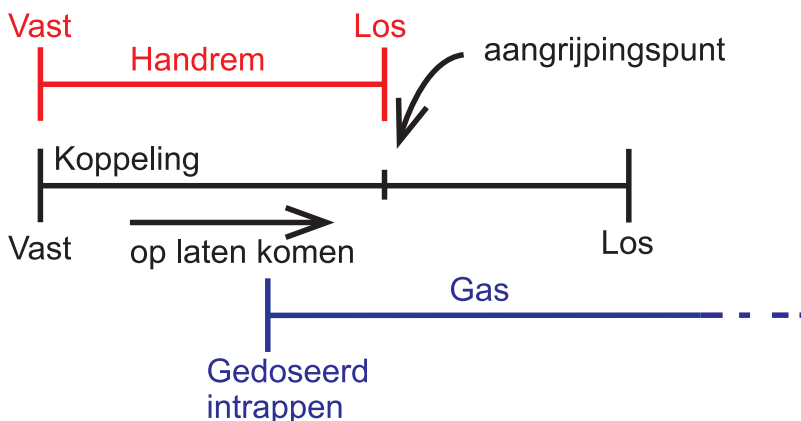 Vast
Los
Handrem
aangrijpingspunt
Koppeling
Vast
op laten komen
Los
Gas
Gedoseerd
intrappen